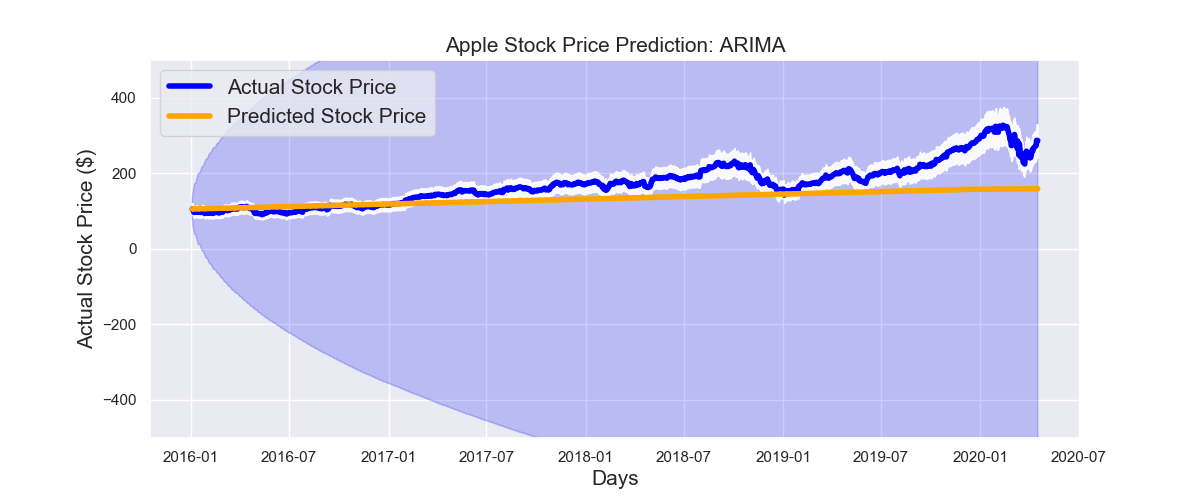 Apple Stock Price Prediction: ARIMA
Actual Stock Price
Predicted Stock Price
Actual Stock Price ($)
400
200
0
−200
−400
2016-01 2016-07 2017-01 2017-07 2018-01 2018-07 2019-01 2019-07 2020-01 2020-07
Days